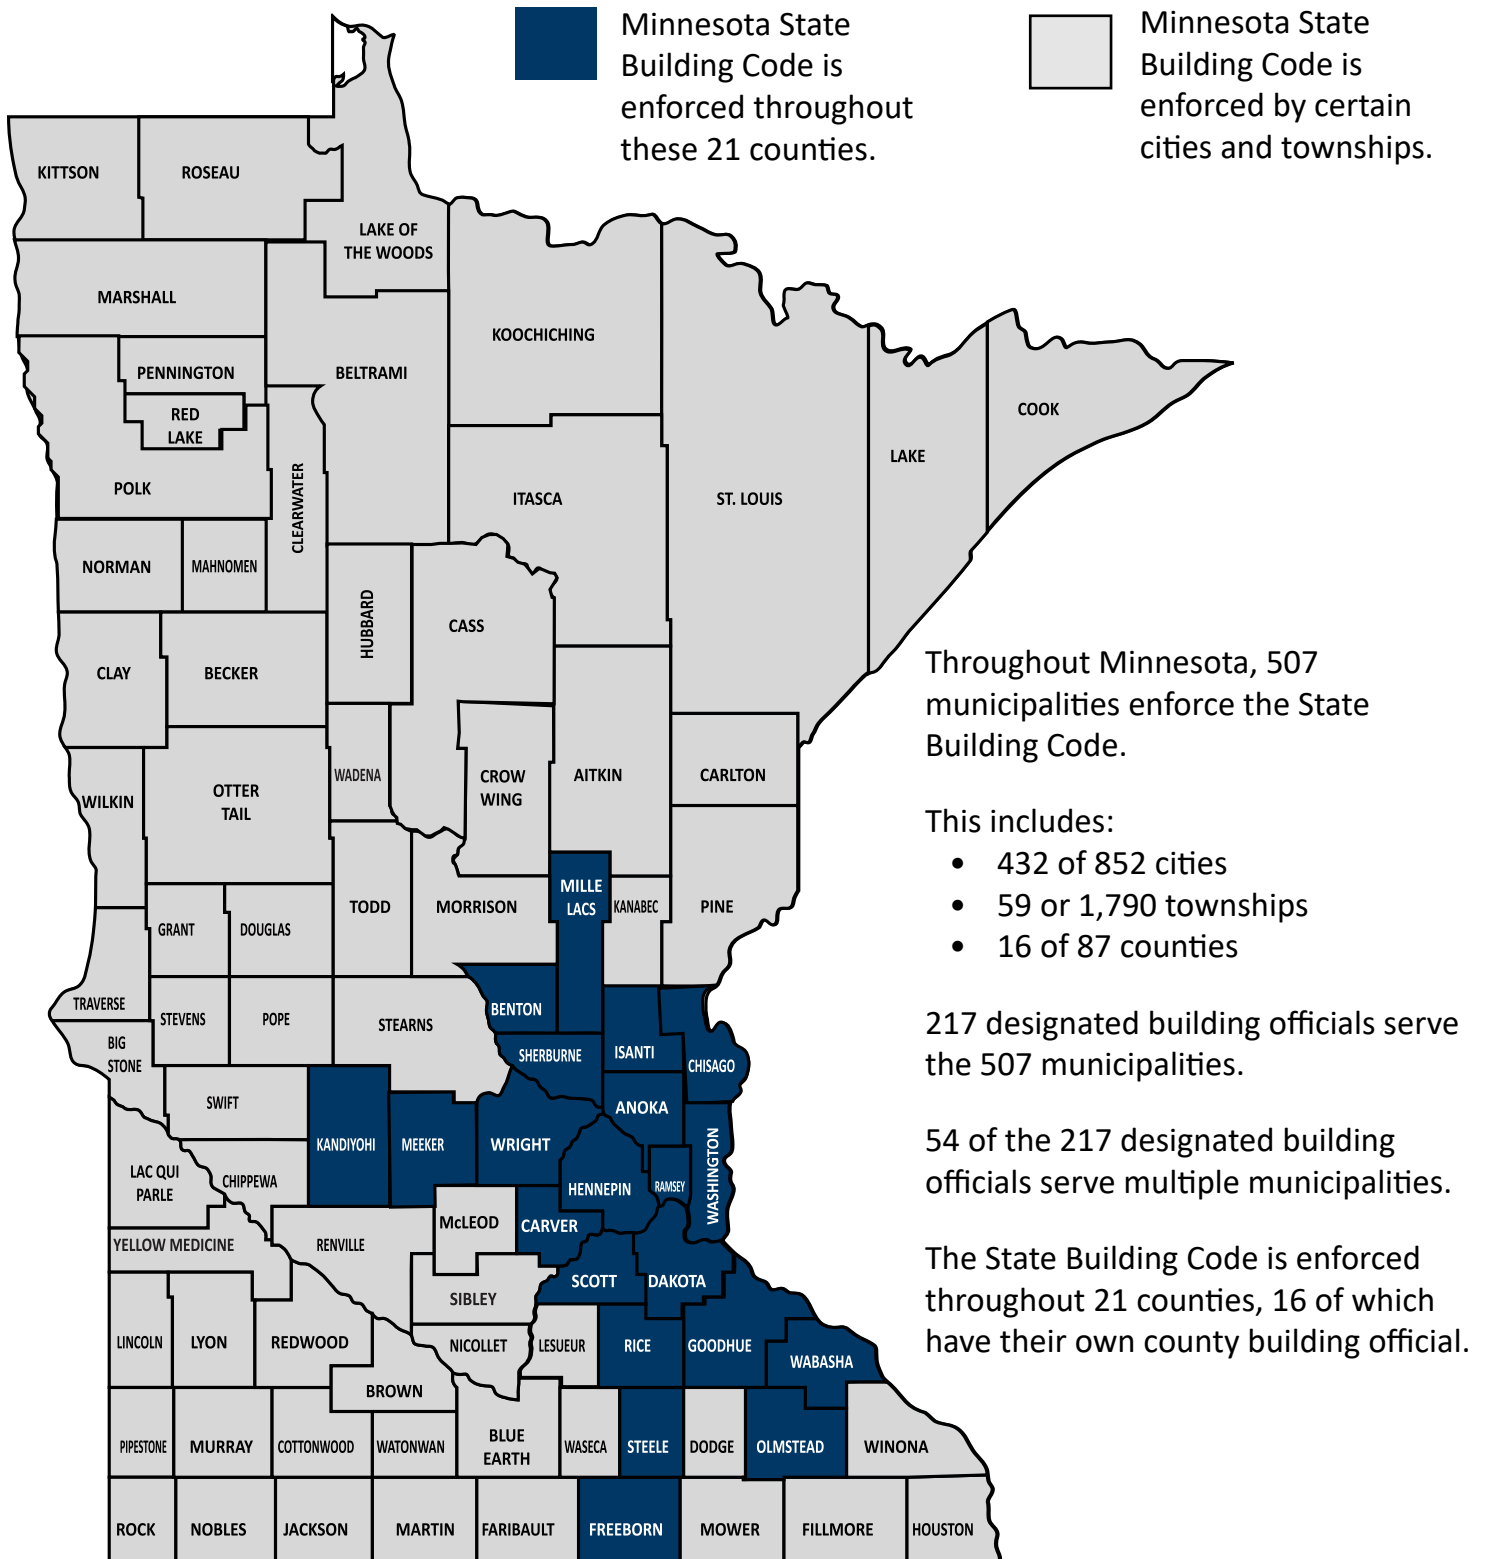 Minnesota State
Building Code is
enforced throughout
these 21 counties.
Minnesota State
Building Code is
enforced by certain
cities and townships.
KITTSON
ROSEAU
LAKE OF
THE WOODS
MARSHALL
KOOCHICHING
PENNINGTON
BELTRAMI
RED
LAKE
COOK
LAKE
POLK
CLEARWATER
ITASCA
ST. LOUIS
NORMAN
MAHNOMEN
HUBBARD
CASS
CLAY
BECKER
WADENA
CROW
WING
AITKIN
CARLTON
WILKIN
OTTER
TAIL
MILLE
LACS
KANABEC
PINE
TODD
MORRISON
GRANT
DOUGLAS
TRAVERSE
STEVENS
POPE
STEARNS
BENTON
BIG
STONE
SHERBURNE
ISANTI
CHISAGO
SWIFT
ANOKA
KANDIYOHI
MEEKER
WRIGHT
WASHINGTON
LAC QUI
PARLE
CHIPPEWA
HENNEPIN
RAMSEY
McLEOD
CARVER
YELLOW MEDICINE
RENVILLE
SCOTT
DAKOTA
SIBLEY
LINCOLN
LYON
REDWOOD
NICOLLET
LESUEUR
RICE
GOODHUE
WABASHA
BROWN
PIPESTONE
MURRAY
COTTONWOOD
WATONWAN
BLUE
EARTH
WASECA
STEELE
DODGE
OLMSTEAD
WINONA
ROCK
NOBLES
JACKSON
MARTIN
FARIBAULT
FREEBORN
MOWER
FILLMORE
HOUSTON
Throughout Minnesota, 507
municipalities enforce the State
Building Code.
This includes:
• 432 of 852 cities
• 59 or 1,790 townships
• 16 of 87 counties
217 designated building officials serve
the 507 municipalities.
54 of the 217 designated building
officials serve multiple municipalities.
The State Building Code is enforced
throughout 21 counties, 16 of which
have their own county building official.